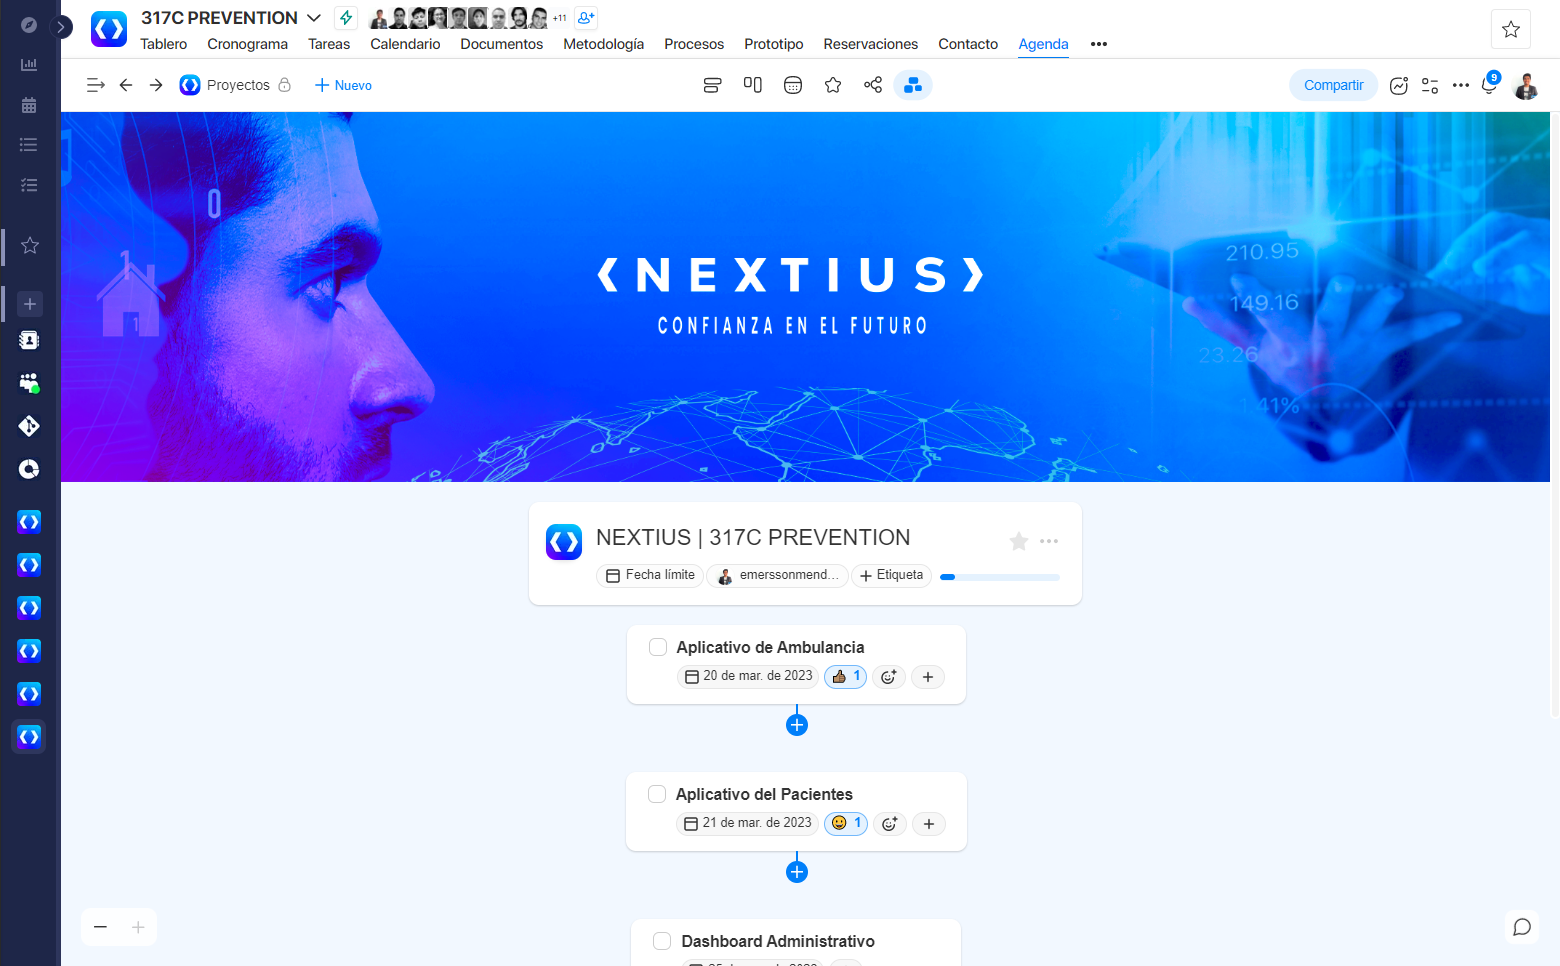 317C PREVENTION
+11
Tablero Cronograma Tareas Calendario Documentos Metodología Procesos Prototipo Reservaciones Contacto Agenda
Proyectos
Nuevo
Compartir
9
0
1
1
210.95
149.16
23.26
1.41%
NEXTIUS
CONFIANZA EN EL FUTURO
NEXTIUS | 317C PREVENTION
Fecha límite emerssonmend... Etiqueta
Aplicativo de Ambulancia
20 de mar. de 2023 1
Aplicativo del Pacientes
21 de mar. de 2023 1
Dashboard Administrativo